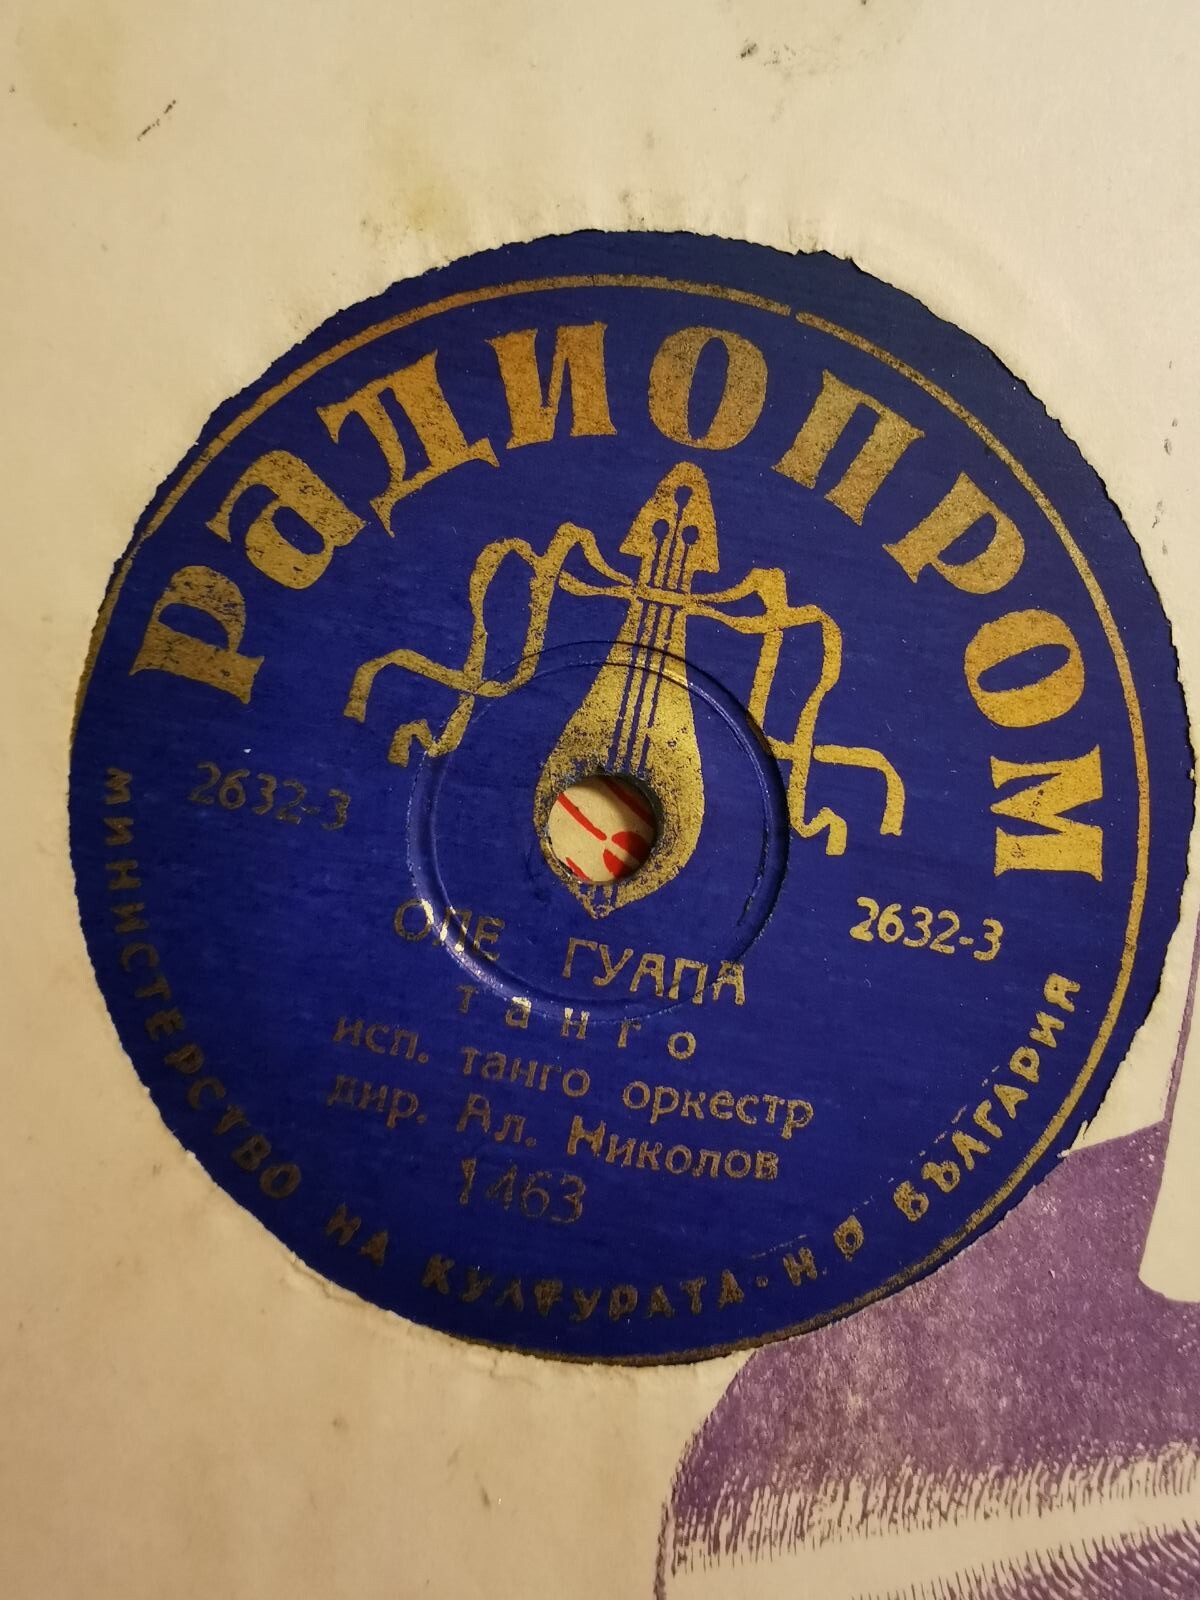 РАДИОПРОМ
2632-3
2632-3
ОЛЕ ГУАПА
танго
исп. танго оркестр
дир. Ал. Николов
1463
МИНИСТЕРСТВО НА КУЛТУРАТА - Н.Р БЪЛГАРИЯ